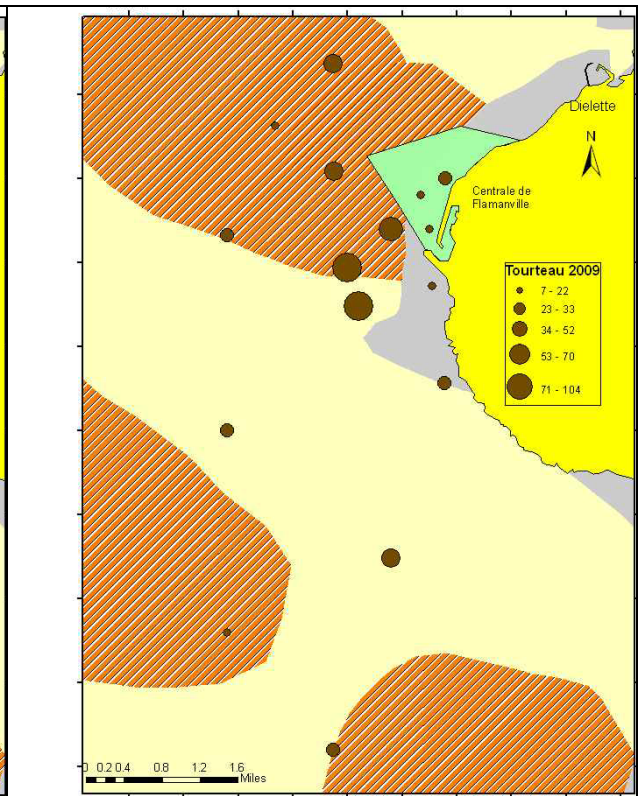 Dielette
N
Centrale de
Flamanville
Tourteau 2009
7 - 22
23 - 33
34 - 52
53 - 70
71 - 104
0 0.2 0.4 0.8 1.2 1.6
Miles